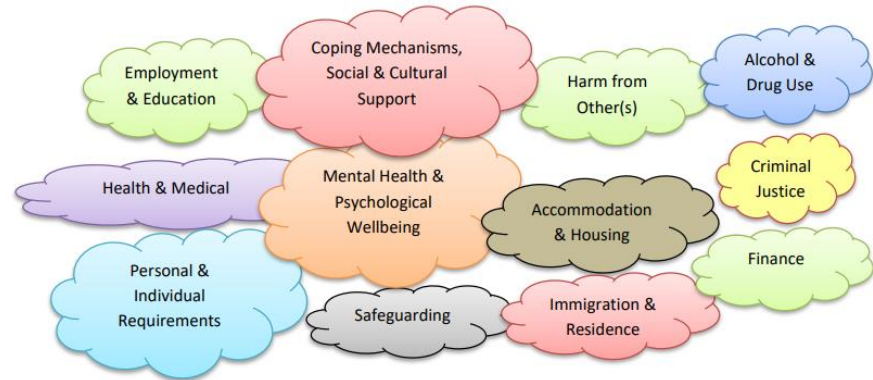 Employment
& Education
Coping Mechanisms,
Social & Cultural
Support
Harm from
Other(s)
Alcohol &
Drug Use
Health & Medical
Mental Health &
Psychological
Wellbeing
Accommodation
& Housing
Criminal
Justice
Personal &
Individual
Requirements
Safeguarding
Immigration &
Residence
Finance